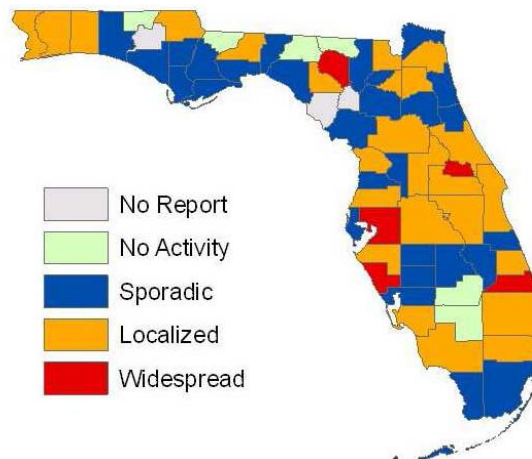 No Report
No Activity
Sporadic
Localized
Widespread